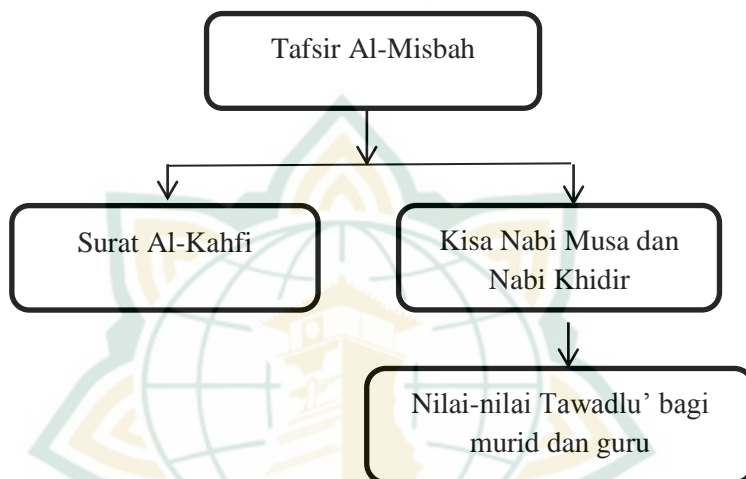 Tafsir Al-Misbah
Surat Al-Kahfi
Kisa Nabi Musa dan
Nabi Khidir
Nilai-nilai Tawadlu’ bagi
murid dan guru